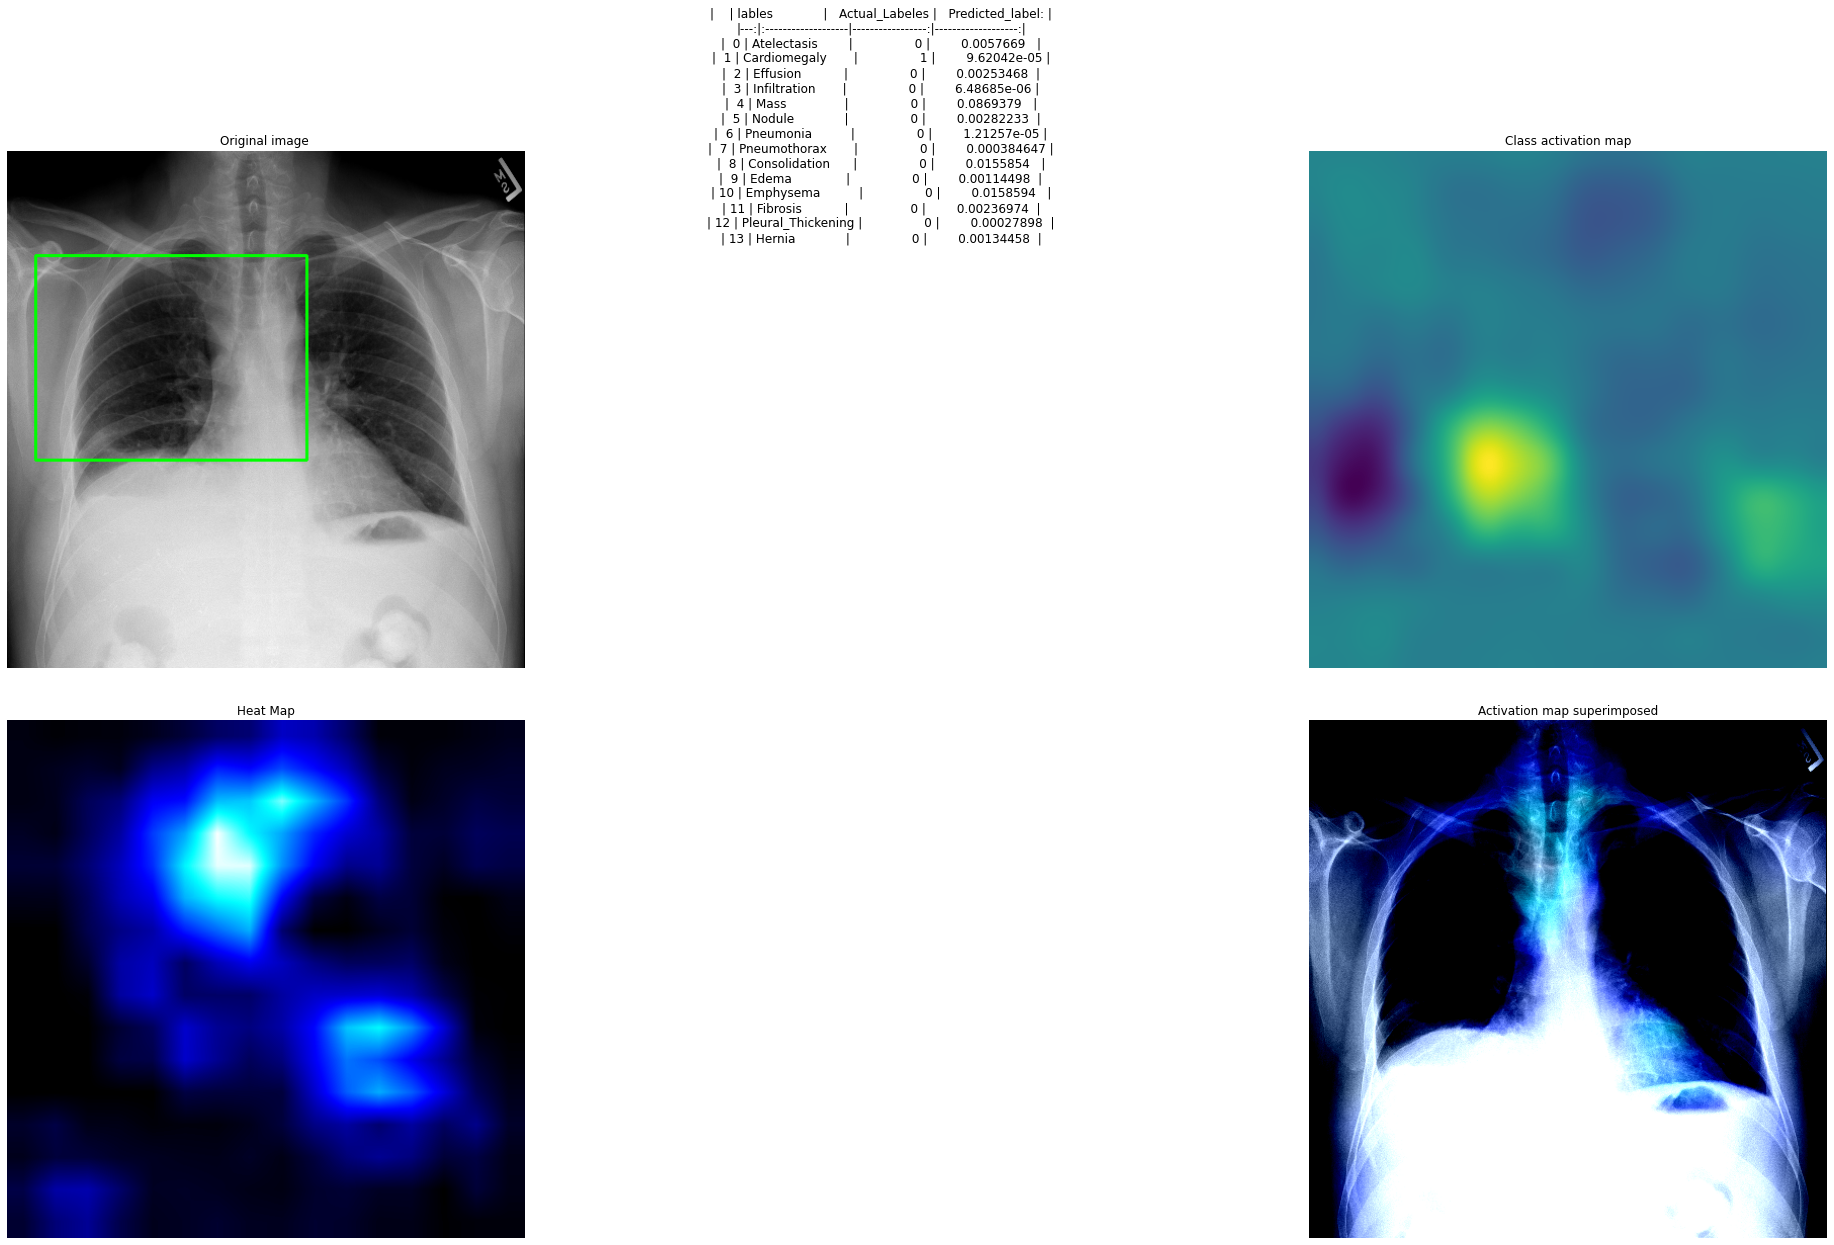 |    | lables             |   Actual_Labeles |   Predicted_label: |
|---:|:-------------------|-----------------:|-------------------:|
|  0 | Atelectasis        |                0 |        0.0057669   |
|  1 | Cardiomegaly       |                1 |        9.62042e-05 |
|  2 | Effusion           |                0 |        0.00253468  |
|  3 | Infiltration       |                0 |        6.48685e-06 |
|  4 | Mass               |                0 |        0.0869379   |
|  5 | Nodule             |                0 |        0.00282233  |
|  6 | Pneumonia          |                0 |        1.21257e-05 |
|  7 | Pneumothorax       |                0 |        0.000384647 |
|  8 | Consolidation      |                0 |        0.0155854   |
|  9 | Edema              |                0 |        0.00114498  |
| 10 | Emphysema          |                0 |        0.0158594   |
| 11 | Fibrosis           |                0 |        0.00236974  |
| 12 | Pleural_Thickening |                0 |        0.00027898  |
| 13 | Hernia             |                0 |        0.00134458  |
Original image
Class activation map
Heat Map
Activation map superimposed